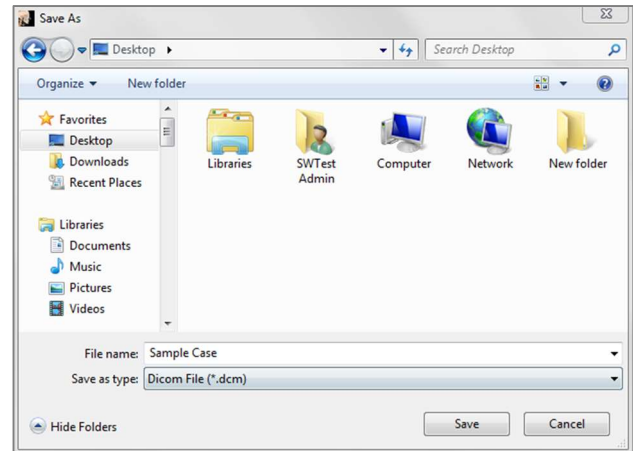 Save As
Desktop
Search Desktop
Organize
New folder
Favorites
Desktop
Downloads
Recent Places
Libraries
Documents
Music
Pictures
Videos
Libraries
SWTest
Admin
Computer
Network
New folder
File name: Sample Case
Save as type: Dicom File (*.dcm)
Hide Folders
Save
Cancel